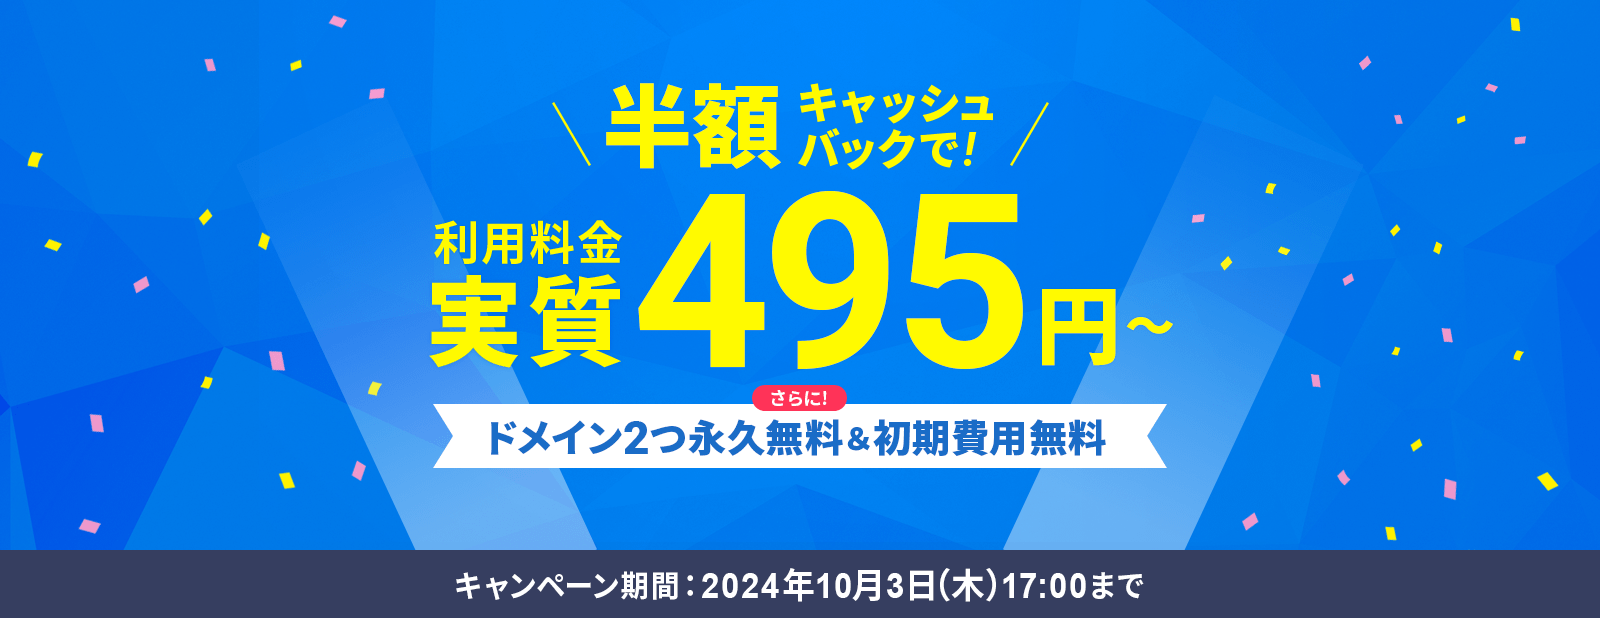 半額 キャッシュ
バックで!
利用料金
実質 495円〜
さらに!
ドメイン2つ永久無料&初期費用無料
キャンペーン期間：2024年10月3日(木)17:00まで